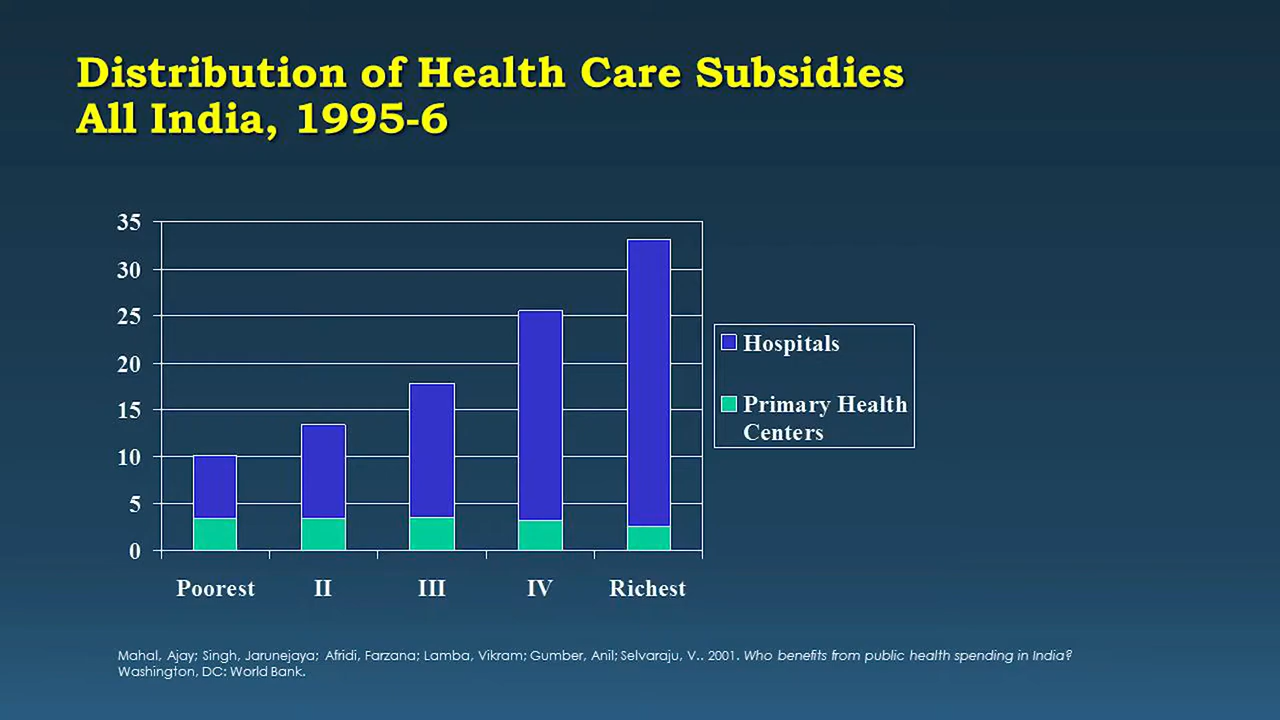 Distribution of Health Care Subsidies
All India, 1995-6
35
30
25
20
15
10
5
0
Poorest II III IV Richest
Hospitals
Primary Health
Centers
Mahal, Ajay; Singh, Jarunejaya; Afridi, Farzana; Lamba, Vikram; Gumber, Anil; Selvaraju, V.. 2001. Who benefits from public health spending in India?
Washington, DC: World Bank.